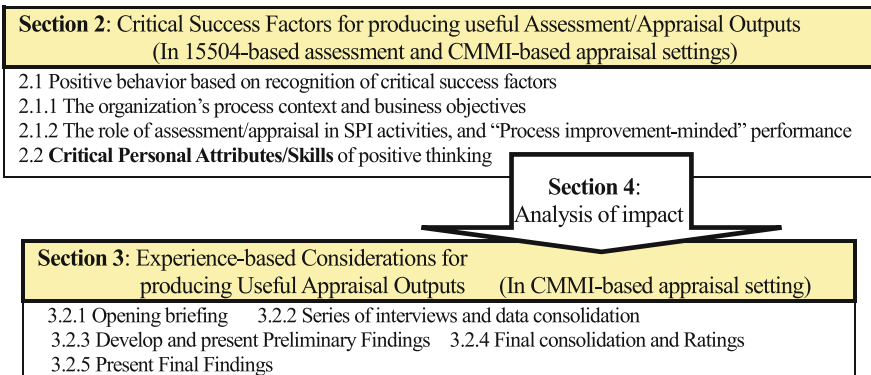 Section 2: Critical Success Factors for producing useful Assessment/Appraisal Outputs
(In 15504-based assessment and CMMI-based appraisal settings)
2.1 Positive behavior based on recognition of critical success factors
2.1.1 The organization's process context and business objectives
2.1.2 The role of assessment/appraisal in SPI activities, and "Process improvement-minded" performance
2.2 Critical Personal Attributes/Skills of positive thinking
Section 4:
Analysis of impact
Section 3: Experience-based Considerations for
producing Useful Appraisal Outputs (In CMMI-based appraisal setting)
3.2.1 Opening briefing 3.2.2 Series of interviews and data consolidation
3.2.3 Develop and present Preliminary Findings 3.2.4 Final consolidation and Ratings
3.2.5 Present Final Findings